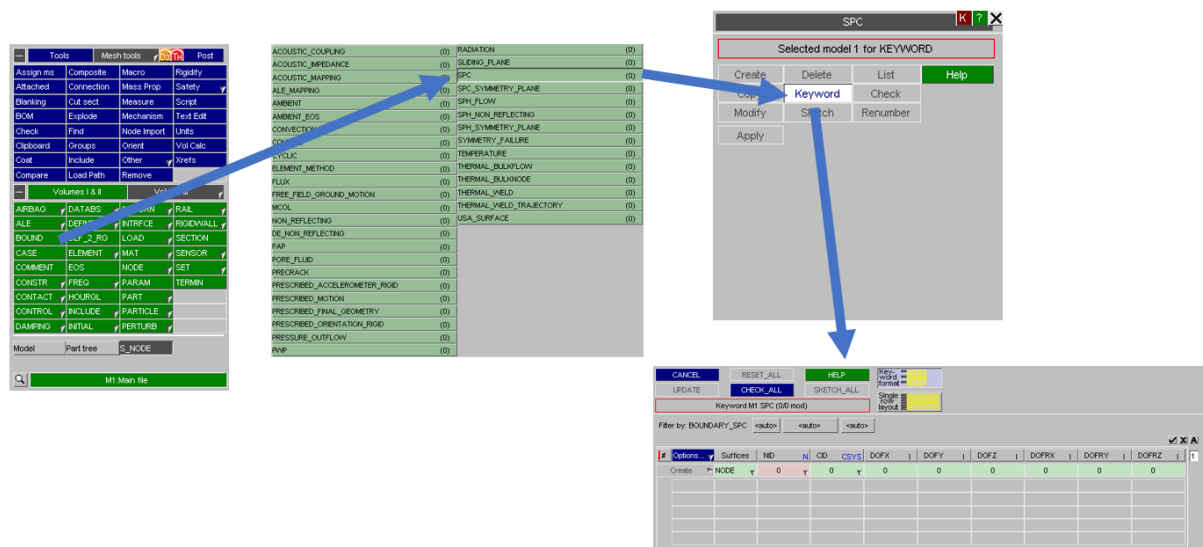 Tools Mesh tools D3 TH Post
Assign ms Composite Macro Rigidify
Attached Connection Mass Prop Safety
Blanking Cut sect Measure Script
BOM Explode Mechanism Text Edit
Check Find Node Import Units
Clipboard Groups Orient Vol Calc
Coat Include Other Xrefs
Compare Load Path Remove
Volumes I & II
AIRBAG DATABS RAIL
ALE INTRFCE RIGIDWALL
BOUND LOAD SECTION
CASE ELEMENT MAT SENSOR
COMMENT EOS NODE SET
CONSTR FREQ PARAM TERMIN
CONTACT HOURGL PART
CONTROL INCLUDE PARTICLE
DAMPING INITIAL PERTURB
Model Part tree S_NODE
M1:Main file
ACOUSTIC_COUPLING (0)
ACOUSTIC_IMPEDANCE (0)
ACOUSTIC_MAPPING (0)
ALE_MAPPING (0)
AMBIENT (0)
AMBIENT_EOS (0)
CONVECTION (0)
(0)
CYCLIC (0)
ELEMENT_METHOD (0)
FLUX (0)
FREE_FIELD_GROUND_MOTION (0)
MCOL (0)
NON_REFLECTING (0)
DE_NON_REFLECTING (0)
PAP (0)
PORE_FLUID (0)
PRECRACK (0)
PRESCRIBED_ACCELEROMETER_RIGID (0)
PRESCRIBED_MOTION (0)
PRESCRIBED_FINAL_GEOMETRY (0)
PRESCRIBED_ORIENTATION_RIGID (0)
PRESSURE_OUTFLOW (0)
PWP (0)
RADIATION (0)
SLIDING_PLANE (0)
SPC (0)
SPC_SYMMETRY_PLANE (0)
SPH_FLOW (0)
SPH_NON_REFLECTING (0)
SPH_SYMMETRY_PLANE (0)
SYMMETRY_FAILURE (0)
TEMPERATURE (0)
THERMAL_BULKFLOW (0)
THERMAL_BULKNODE (0)
THERMAL_WELD (0)
THERMAL_WELD_TRAJECTORY (0)
USA_SURFACE (0)
SPC K ? X
Selected model 1 for KEYWORD
Create Delete List Help
Keyword Check
Modify Sketch Renumber
Apply
CANCEL RESET_ALL HELP
UPDATE CHECK_ALL SKETCH_ALL
Keyword M1 SPC (0/0 mod)
Key-
word
format
Single
row
layout
Filter by: BOUNDARY_SPC <auto> <auto> <auto>
X A
# Options... Suffices NID N CID CSYS DOFX I DOFY I DOFZ I DOFRX I DOFRY I DOFRZ I 1
Create NODE 0 0 0 0 0 0 0 0